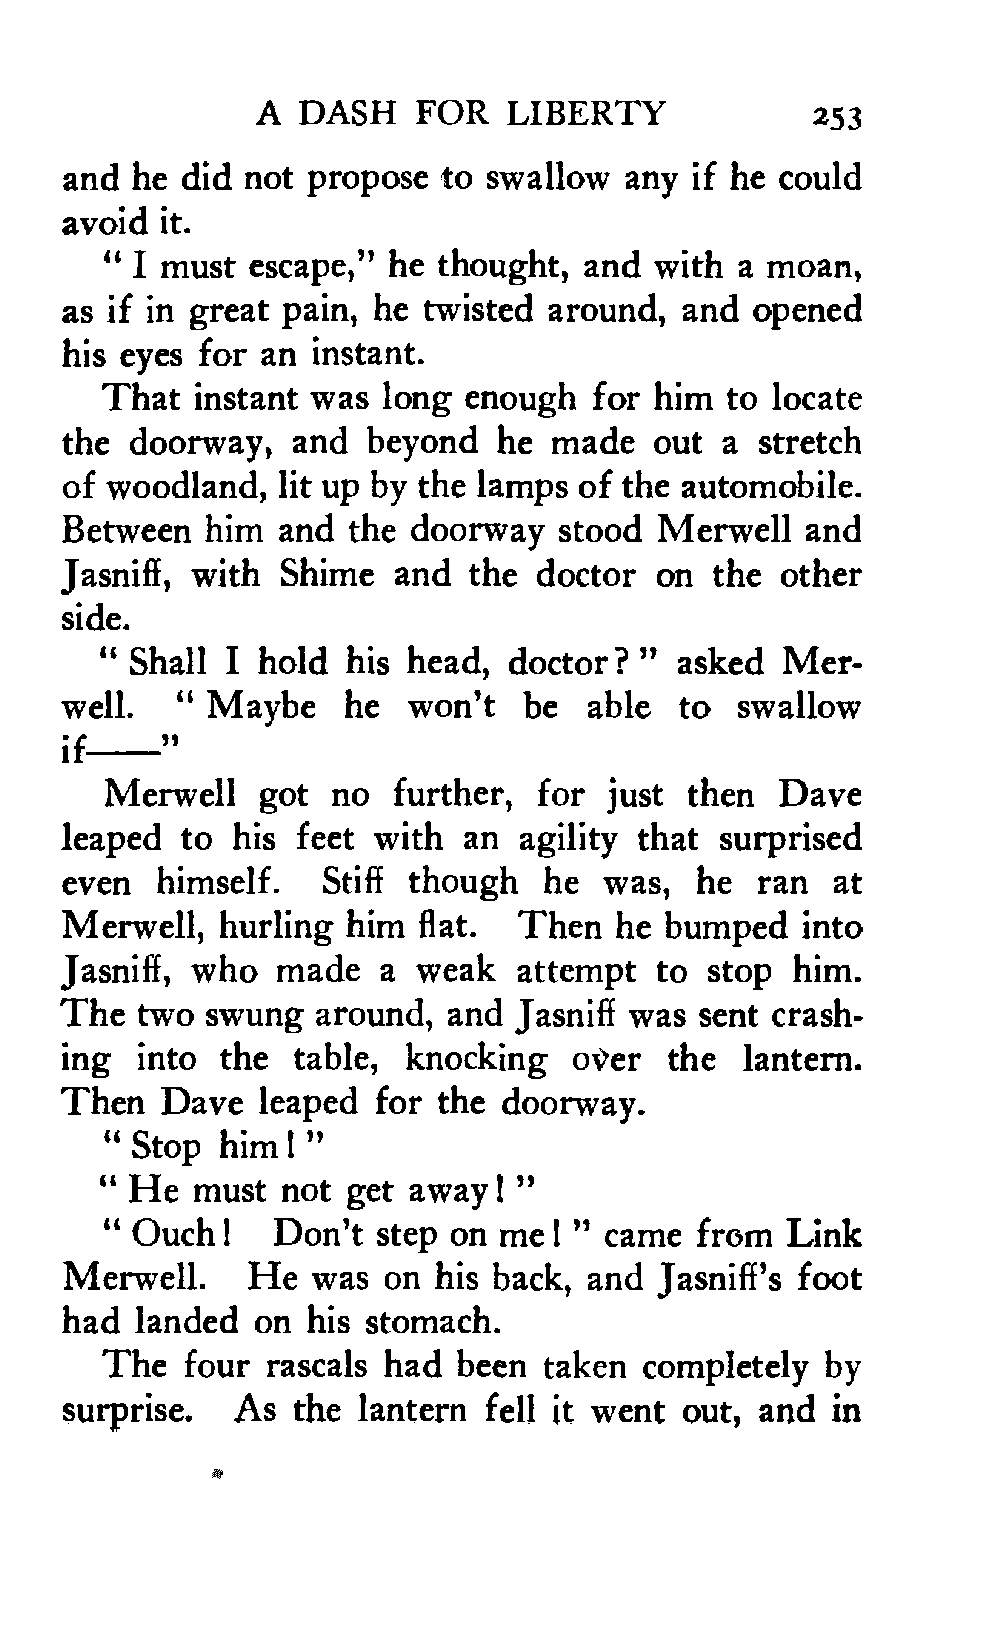 A DASH FOR LIBERTY 253
and he did not propose to swallow any if he could
avoid it.
" I must escape," he thought, and with a moan,
as if in great pain, he twisted around, and opened
his eyes for an instant.
That instant was long enough for him to locate
the doorway, and beyond he made out a stretch
of woodland, lit up by the lamps of the automobile.
Between him and the doorway stood Merwell and
Jasniff, with Shime and the doctor on the other
side.
" Shall I hold his head, doctor? " asked Mer-
well. " Maybe he won't be able to swallow
if——"
Merwell got no further, for just then Dave
leaped to his feet with an agility that surprised
even himself. Stiff though he was, he ran at
Merwell, hurling him flat. Then he bumped into
Jasniff, who made a weak attempt to stop him.
The two swung around, and Jasniff was sent crash-
ing into the table, knocking over the lantern.
Then Dave leaped for the doorway.
" Stop him! "
" He must not get away! "
" Ouch! Don't step on me! " came from Link
Merwell. He was on his back, and Jasniff's foot
had landed on his stomach.
The four rascals had been taken completely by
surprise. As the lantern fell it went out, and in